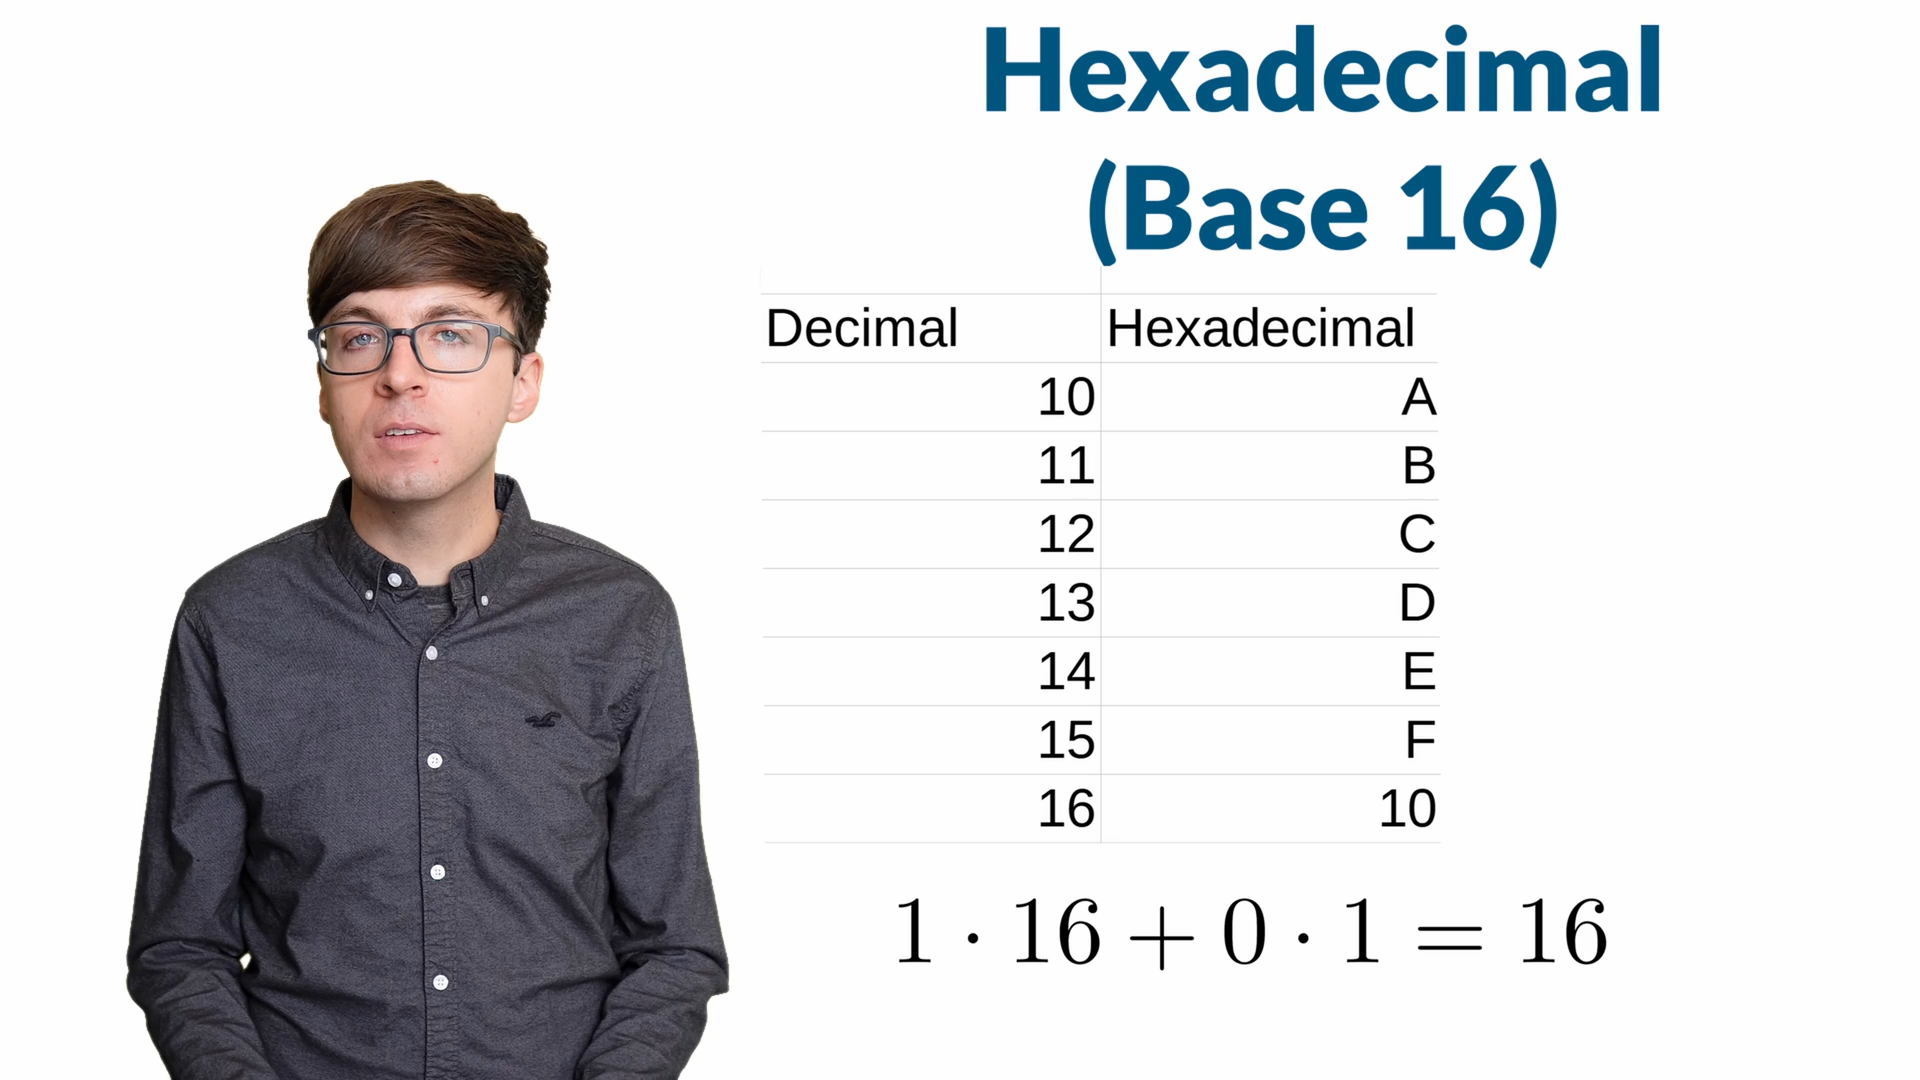 Hexadecimal
(Base 16)
Decimal Hexadecimal
10 A
11 B
12 C
13 D
14 E
15 F
16 10
1 · 16 + 0 · 1 = 16